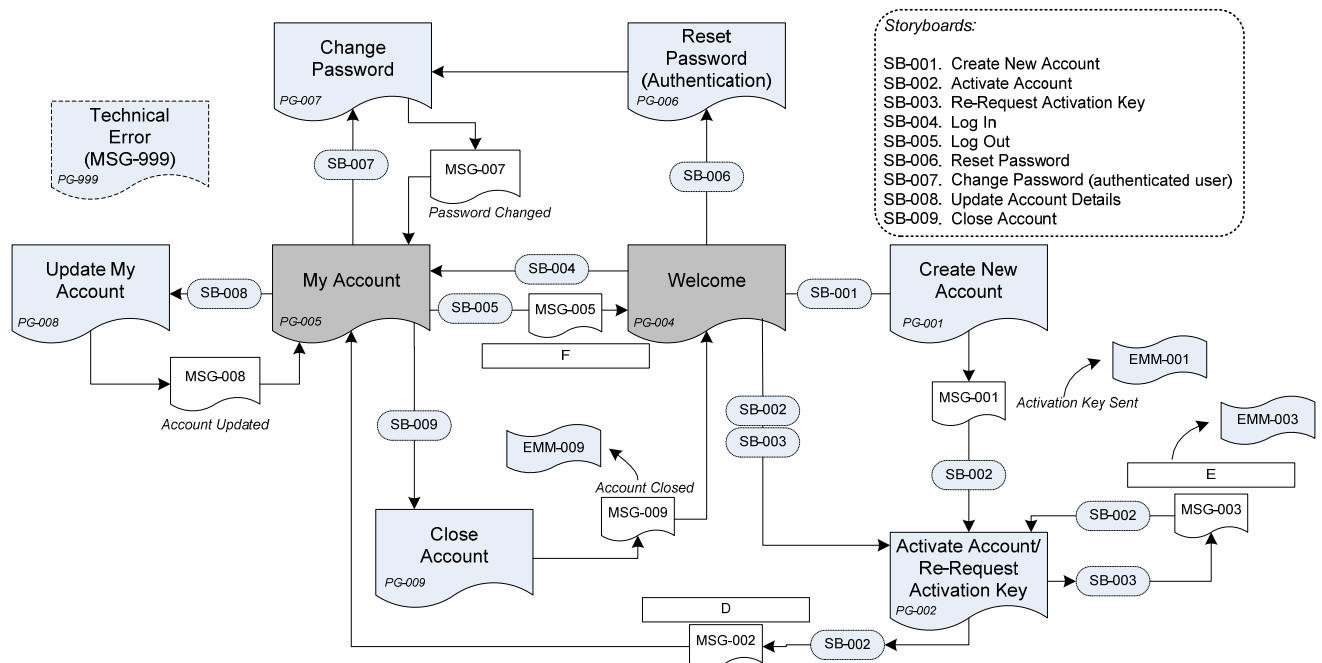 Change
Password
PG-007
Reset
Password
(Authentication)
PG-006
Storyboards:
SB-001. Create New Account
SB-002. Activate Account
SB-003. Re-Request Activation Key
SB-004. Log In
SB-005. Log Out
SB-006. Reset Password
SB-007. Change Password (authenticated user)
SB-008. Update Account Details
SB-009. Close Account
Technical
Error
(MSG-999)
PG-999
SB-007
MSG-007
Password Changed
SB-006
Update My
Account
PG-008
SB-008
My Account
PG-005
SB-004
SB-005
MSG-005
F
Welcome
PG-004
SB-001
Create New
Account
PG-001
MSG-008
Account Updated
SB-009
EMM-009
Account Closed
MSG-009
SB-002
SB-003
MSG-001
Activation Key Sent
EMM-001
EMM-003
E
SB-002
SB-002
MSG-003
Close
Account
PG-009
Activate Account/
Re-Request
Activation Key
PG-002
SB-003
D
MSG-002
SB-002